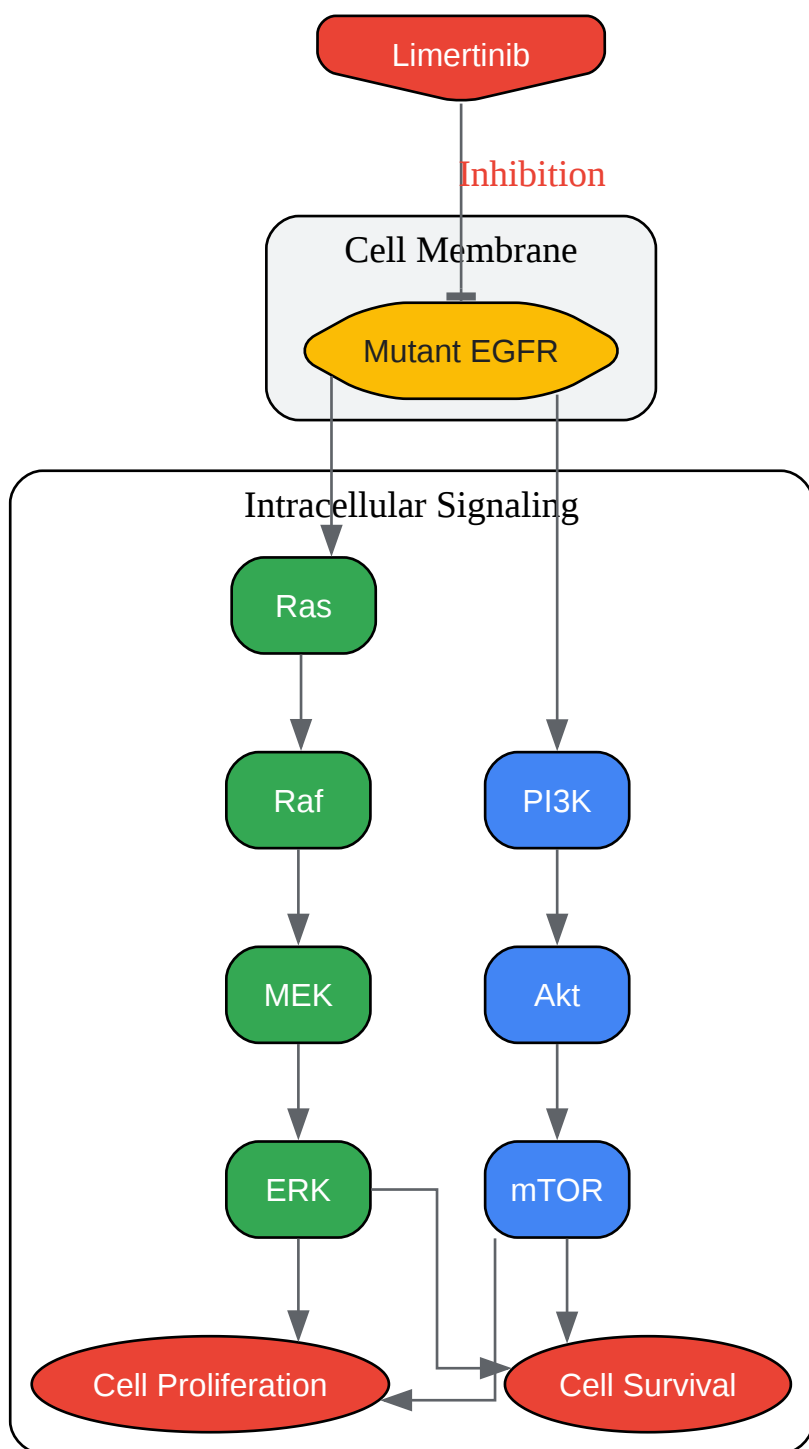 Limertinib
Inhibition
Cell Membrane
Mutant EGFR
Intracellular Signaling
Ras
Raf
PI3K
MEK
Akt
ERK
mTOR
Cell Proliferation
Cell Survival